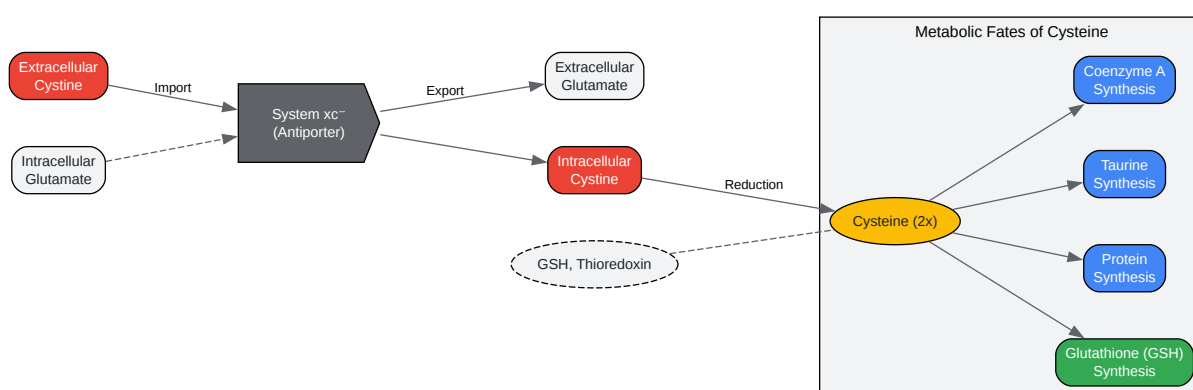 Metabolic Fates of Cysteine
Extracellular
Cystine
Import
Intracellular
Glutamate
System xc⁻
(Antiporter)
Export
Extracellular
Glutamate
Intracellular
Cystine
Reduction
GSH, Thioredoxin
Cysteine (2x)
Coenzyme A
Synthesis
Taurine
Synthesis
Protein
Synthesis
Glutathione (GSH)
Synthesis